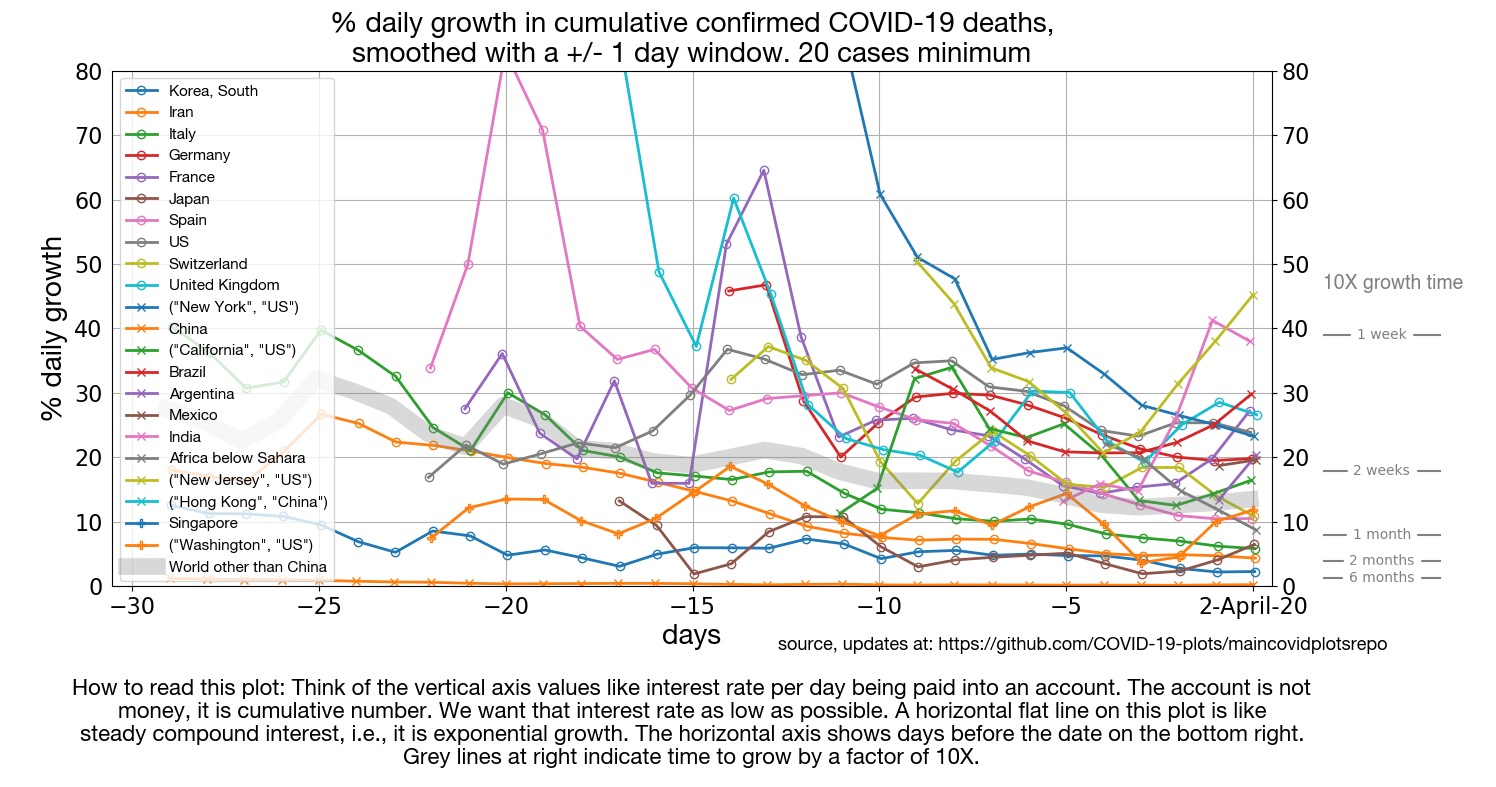 % daily growth in cumulative confirmed COVID-19 deaths,
smoothed with a +/- 1 day window. 20 cases minimum
80
70
60
50
40
30
20
10
0
% daily growth
Korea, South
Iran
Italy
Germany
France
Japan
Spain
US
Switzerland
United Kingdom
("New York", "US")
China
("California", "US")
Brazil
Argentina
Mexico
India
Africa below Sahara
("New Jersey", "US")
("Hong Kong", "China")
Singapore
("Washington", "US")
World other than China
80
70
60
50
40
30
20
10
0
10X growth time
1 week
2 weeks
1 month
2 months
6 months
−30 −25 −20 −15 −10 −5 2-April-20
days
source, updates at: https://github.com/COVID-19-plots/maincovidplotsrepo
How to read this plot: Think of the vertical axis values like interest rate per day being paid into an account. The account is not
money, it is cumulative number. We want that interest rate as low as possible. A horizontal flat line on this plot is like
steady compound interest, i.e., it is exponential growth. The horizontal axis shows days before the date on the bottom right.
Grey lines at right indicate time to grow by a factor of 10X.